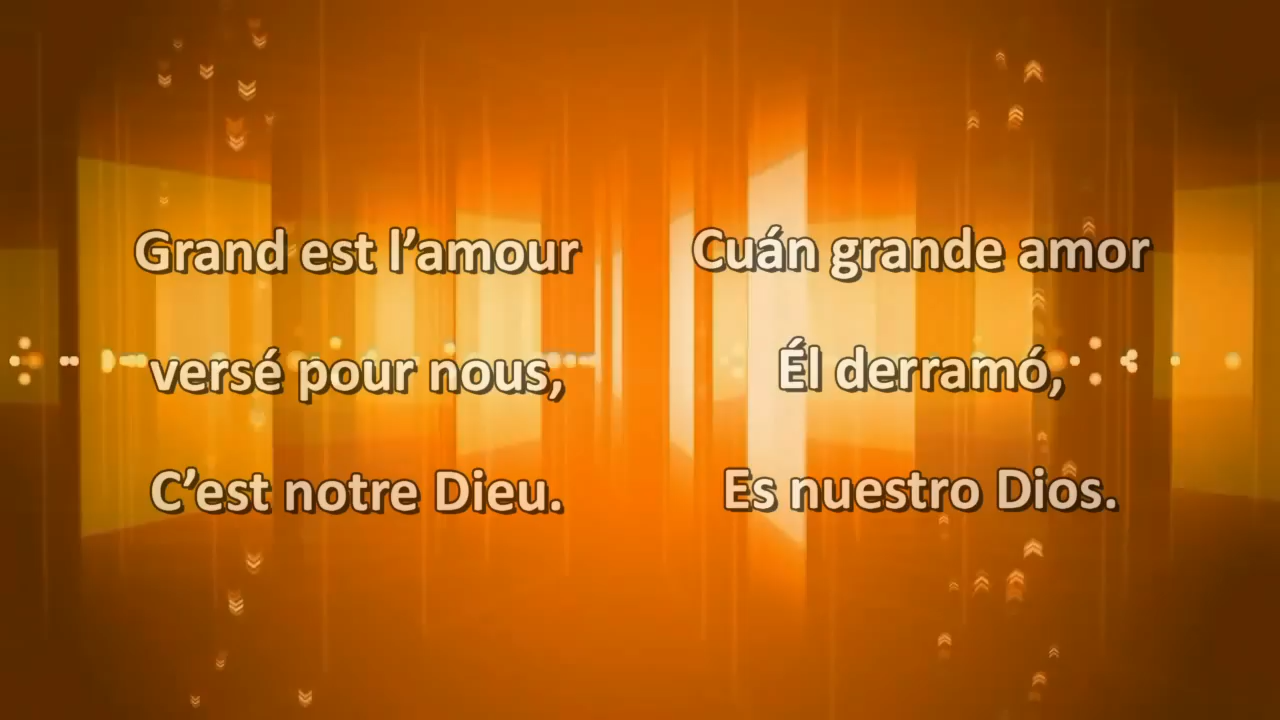 Grand est l’amour
versé pour nous,
C’est notre Dieu.
Cuán grande amor
Él derramó,
Es nuestro Dios.